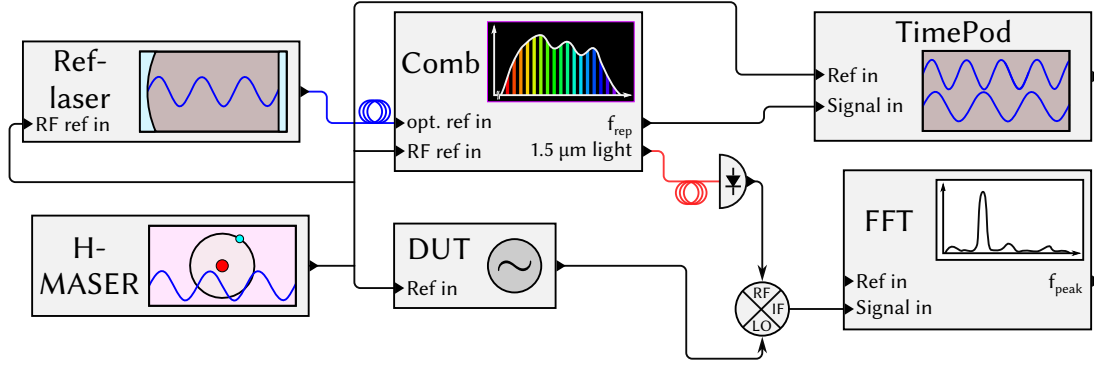 Ref-
laser
RF ref in
Comb
opt. ref in
RF ref in
f_rep
1.5 µm light
TimePod
Ref in
Signal in
H-
MASER
DUT
Ref in
RF
IF
LO
FFT
Ref in
Signal in
f_peak